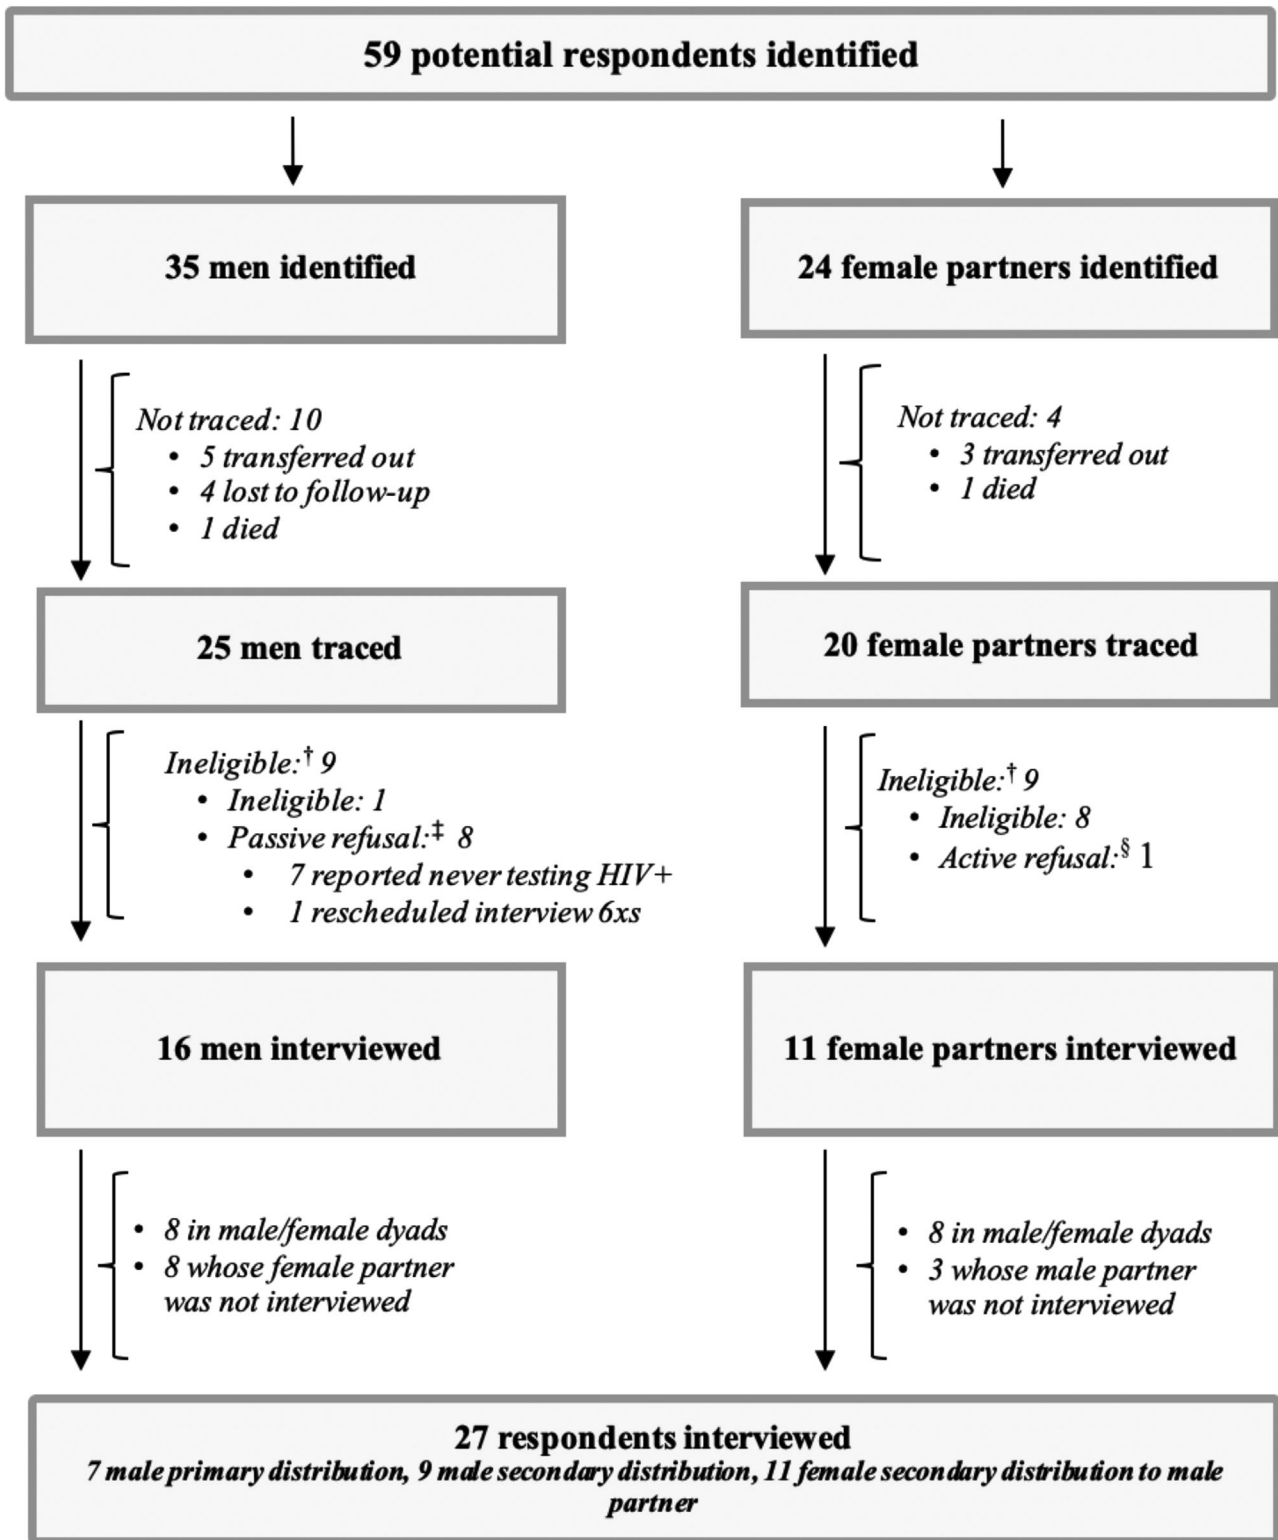 59 potential respondents identified
35 men identified
24 female partners identified
Not traced: 10
• 5 transferred out
• 4 lost to follow-up
• 1 died
Not traced: 4
• 3 transferred out
• 1 died
25 men traced
20 female partners traced
Ineligible:† 9
• Ineligible: 1
• Passive refusal:‡ 8
• 7 reported never testing HIV+
• 1 rescheduled interview 6xs
Ineligible:† 9
• Ineligible: 8
• Active refusal:§ 1
16 men interviewed
11 female partners interviewed
• 8 in male/female dyads
• 8 whose female partner
was not interviewed
• 8 in male/female dyads
• 3 whose male partner
was not interviewed
27 respondents interviewed
7 male primary distribution, 9 male secondary distribution, 11 female secondary distribution to male
partner